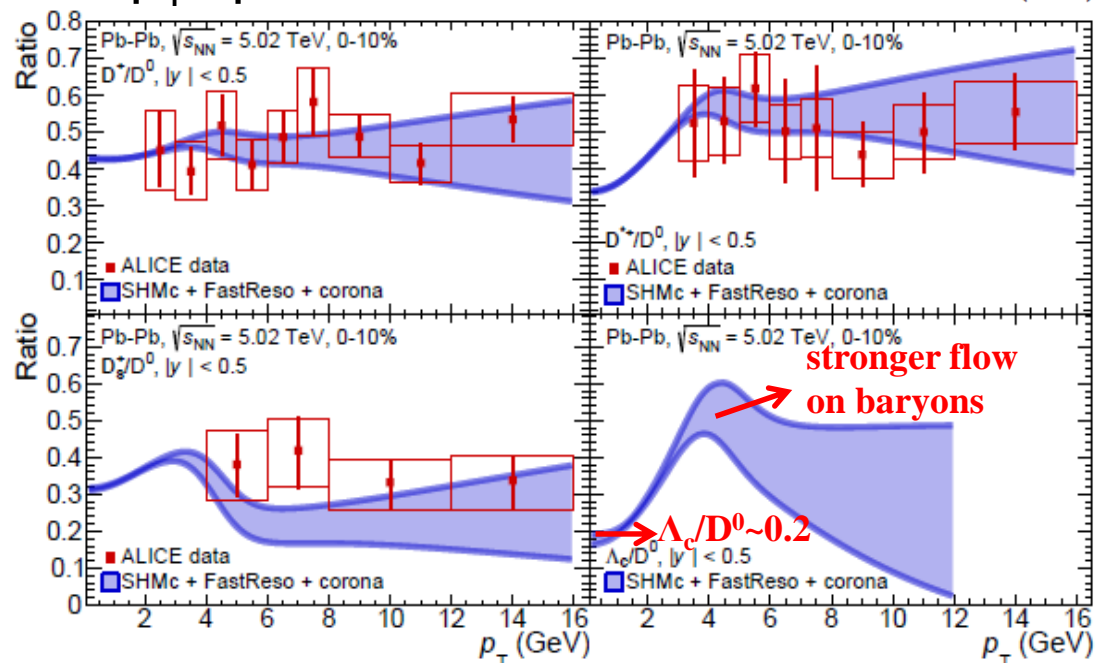 Ratio
0.8
0.7
0.6
0.5
0.4
0.3
0.2
0.1
Pb-Pb, √sNN = 5.02 TeV, 0-10%
D⁺/D⁰, |y| < 0.5
ALICE data
SHMc + FastReso + corona
Pb-Pb, √sNN = 5.02 TeV, 0-10%
D*⁺/D⁰, |y| < 0.5
ALICE data
SHMc + FastReso + corona
Ratio
0.7
0.6
0.5
0.4
0.3
0.2
0.1
0
Pb-Pb, √sNN = 5.02 TeV, 0-10%
Dₛ⁺/D⁰, |y| < 0.5
ALICE data
SHMc + FastReso + corona
2 4 6 8 10 12 14 16
pT (GeV)
Pb-Pb, √sNN = 5.02 TeV, 0-10%
stronger flow
on baryons
Λc/D⁰~0.2
Λc/D⁰, |y| < 0.5
SHMc + FastReso + corona
2 4 6 8 10 12 14 16
pT (GeV)